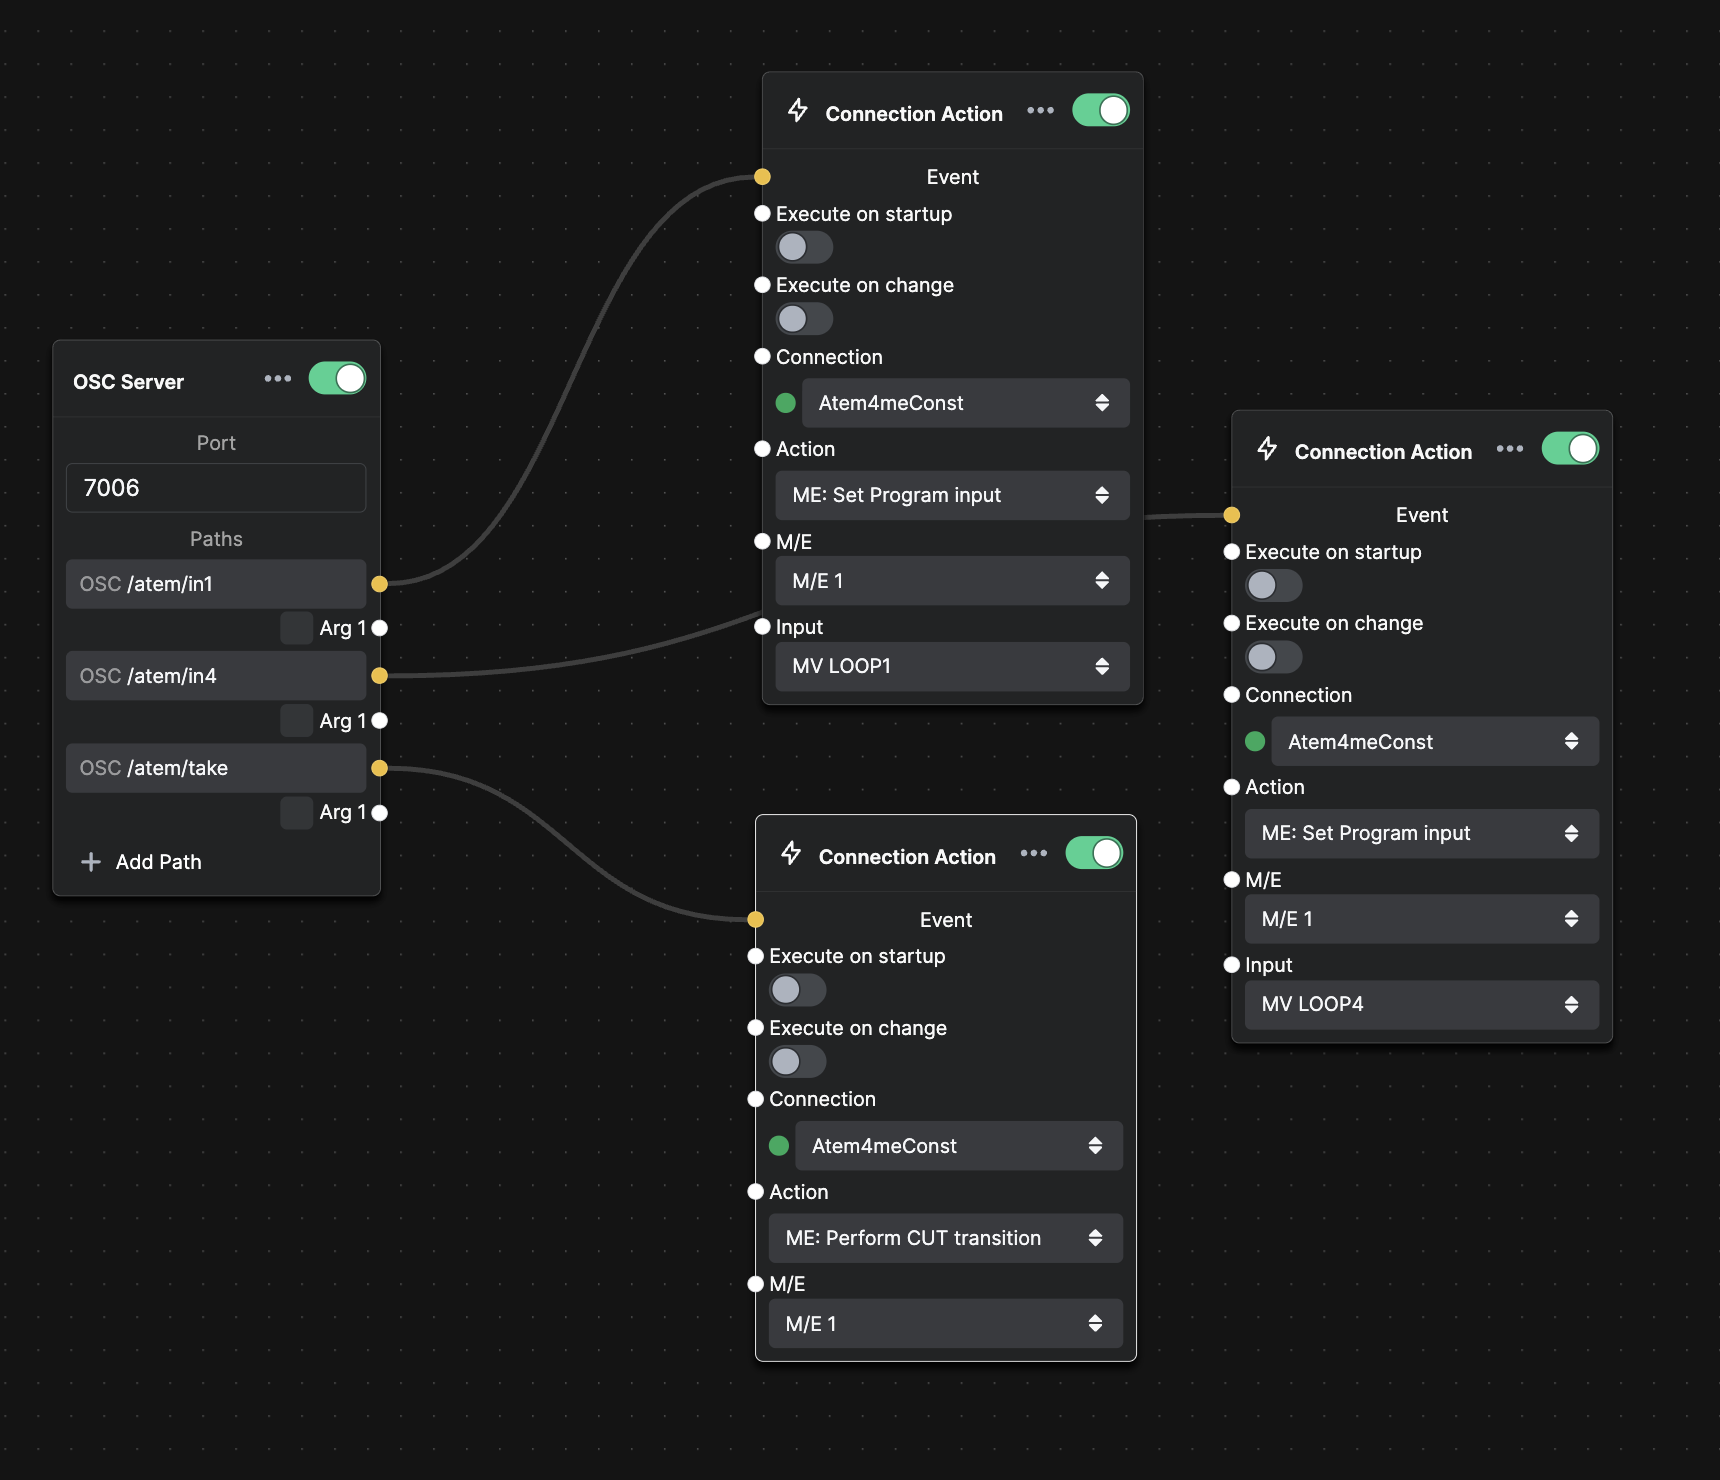 OSC Server
Port
7006
Paths
OSC /atem/in1
Arg 1
OSC /atem/in4
Arg 1
OSC /atem/take
Arg 1
Add Path
Connection Action
Event
Execute on startup
Execute on change
Connection
Atem4meConst
Action
ME: Set Program input
M/E
M/E 1
Input
MV LOOP1
Connection Action
Event
Execute on startup
Execute on change
Connection
Atem4meConst
Action
ME: Perform CUT transition
M/E
M/E 1
Connection Action
Event
Execute on startup
Execute on change
Connection
Atem4meConst
Action
ME: Set Program input
M/E
M/E 1
Input
MV LOOP4